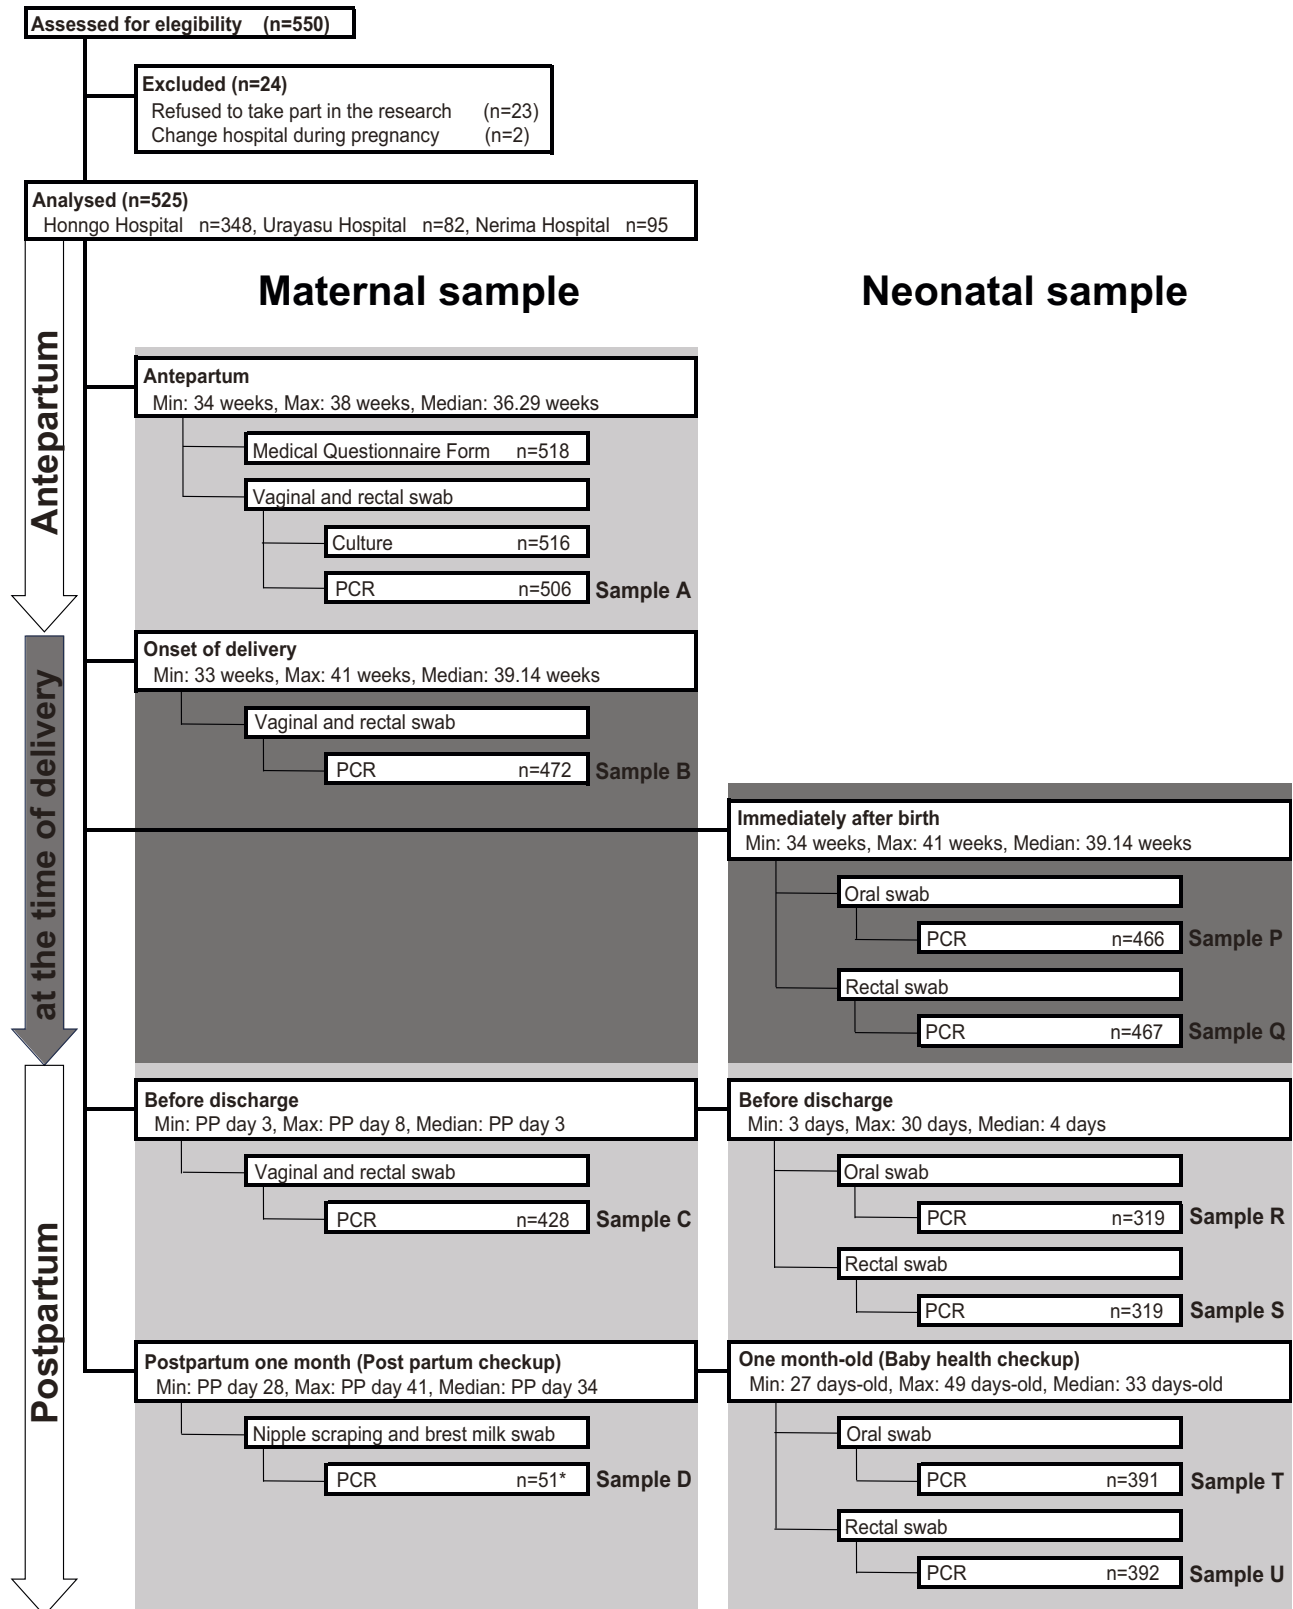 Assessed for elegibility (n=550)
Excluded (n=24)
Refused to take part in the research (n=23)
Change hospital during pregnancy (n=2)
Analysed (n=525)
Honngo Hospital n=348, Urayasu Hospital n=82, Nerima Hospital n=95
Maternal sample
Neonatal sample
Antepartum
Antepartum
Min: 34 weeks, Max: 38 weeks, Median: 36.29 weeks
Medical Questionnaire Form n=518
Vaginal and rectal swab
Culture n=516
PCR n=506 Sample A
at the time of delivery
Onset of delivery
Min: 33 weeks, Max: 41 weeks, Median: 39.14 weeks
Vaginal and rectal swab
PCR n=472 Sample B
Immediately after birth
Min: 34 weeks, Max: 41 weeks, Median: 39.14 weeks
Oral swab
PCR n=466 Sample P
Rectal swab
PCR n=467 Sample Q
Postpartum
Before discharge
Min: PP day 3, Max: PP day 8, Median: PP day 3
Vaginal and rectal swab
PCR n=428 Sample C
Before discharge
Min: 3 days, Max: 30 days, Median: 4 days
Oral swab
PCR n=319 Sample R
Rectal swab
PCR n=319 Sample S
Postpartum one month (Post partum checkup)
Min: PP day 28, Max: PP day 41, Median: PP day 34
Nipple scraping and brest milk swab
PCR n=51* Sample D
One month-old (Baby health checkup)
Min: 27 days-old, Max: 49 days-old, Median: 33 days-old
Oral swab
PCR n=391 Sample T
Rectal swab
PCR n=392 Sample U